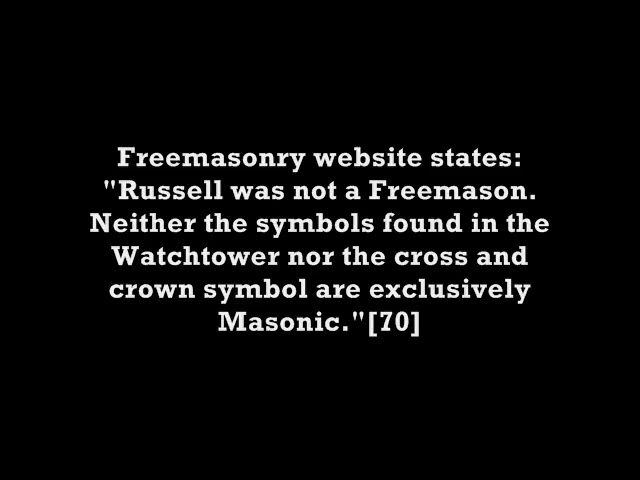 Freemasonry website states:
"Russell was not a Freemason.
Neither the symbols found in the
Watchtower nor the cross and
crown symbol are exclusively
Masonic."[70]